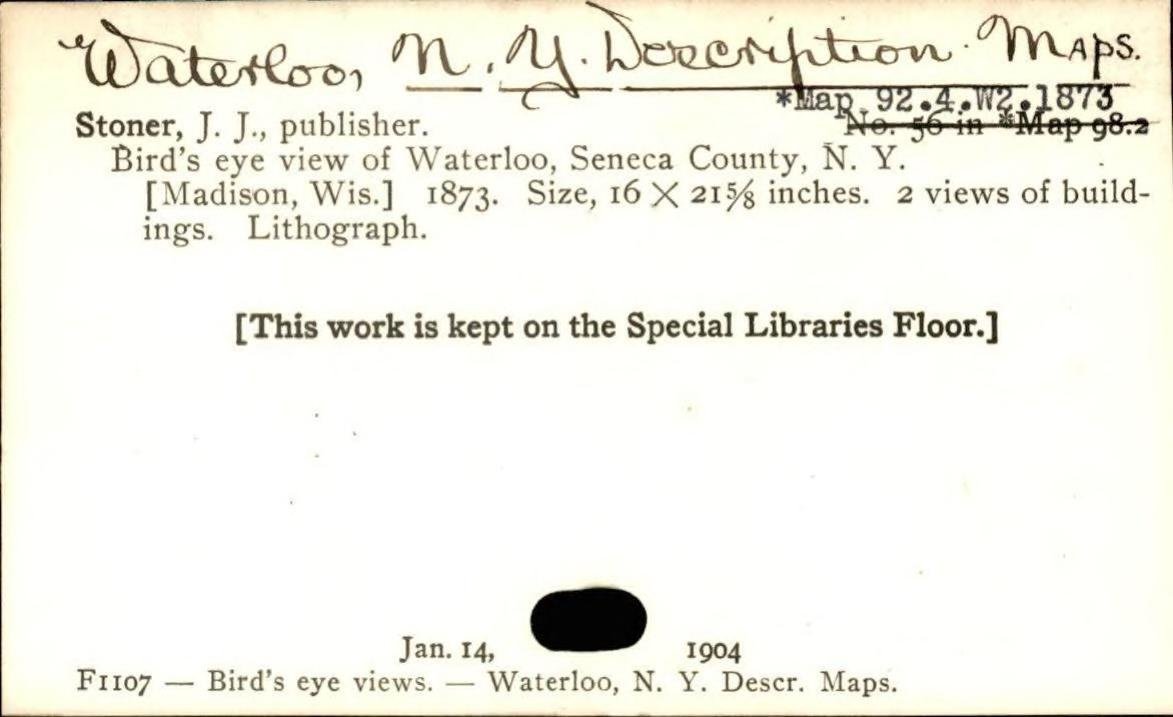 Waterloo, N. Y. Description. Maps.
*Map 92.4.W2.1873
Stoner, J. J., publisher. No. 56 in *Map 98.2
Bird's eye view of Waterloo, Seneca County, N. Y.
[Madison, Wis.] 1873. Size, 16 × 21⅝ inches. 2 views of build-
ings. Lithograph.
[This work is kept on the Special Libraries Floor.]
Jan. 14, 1904
F1107 — Bird's eye views. — Waterloo, N. Y. Descr. Maps.